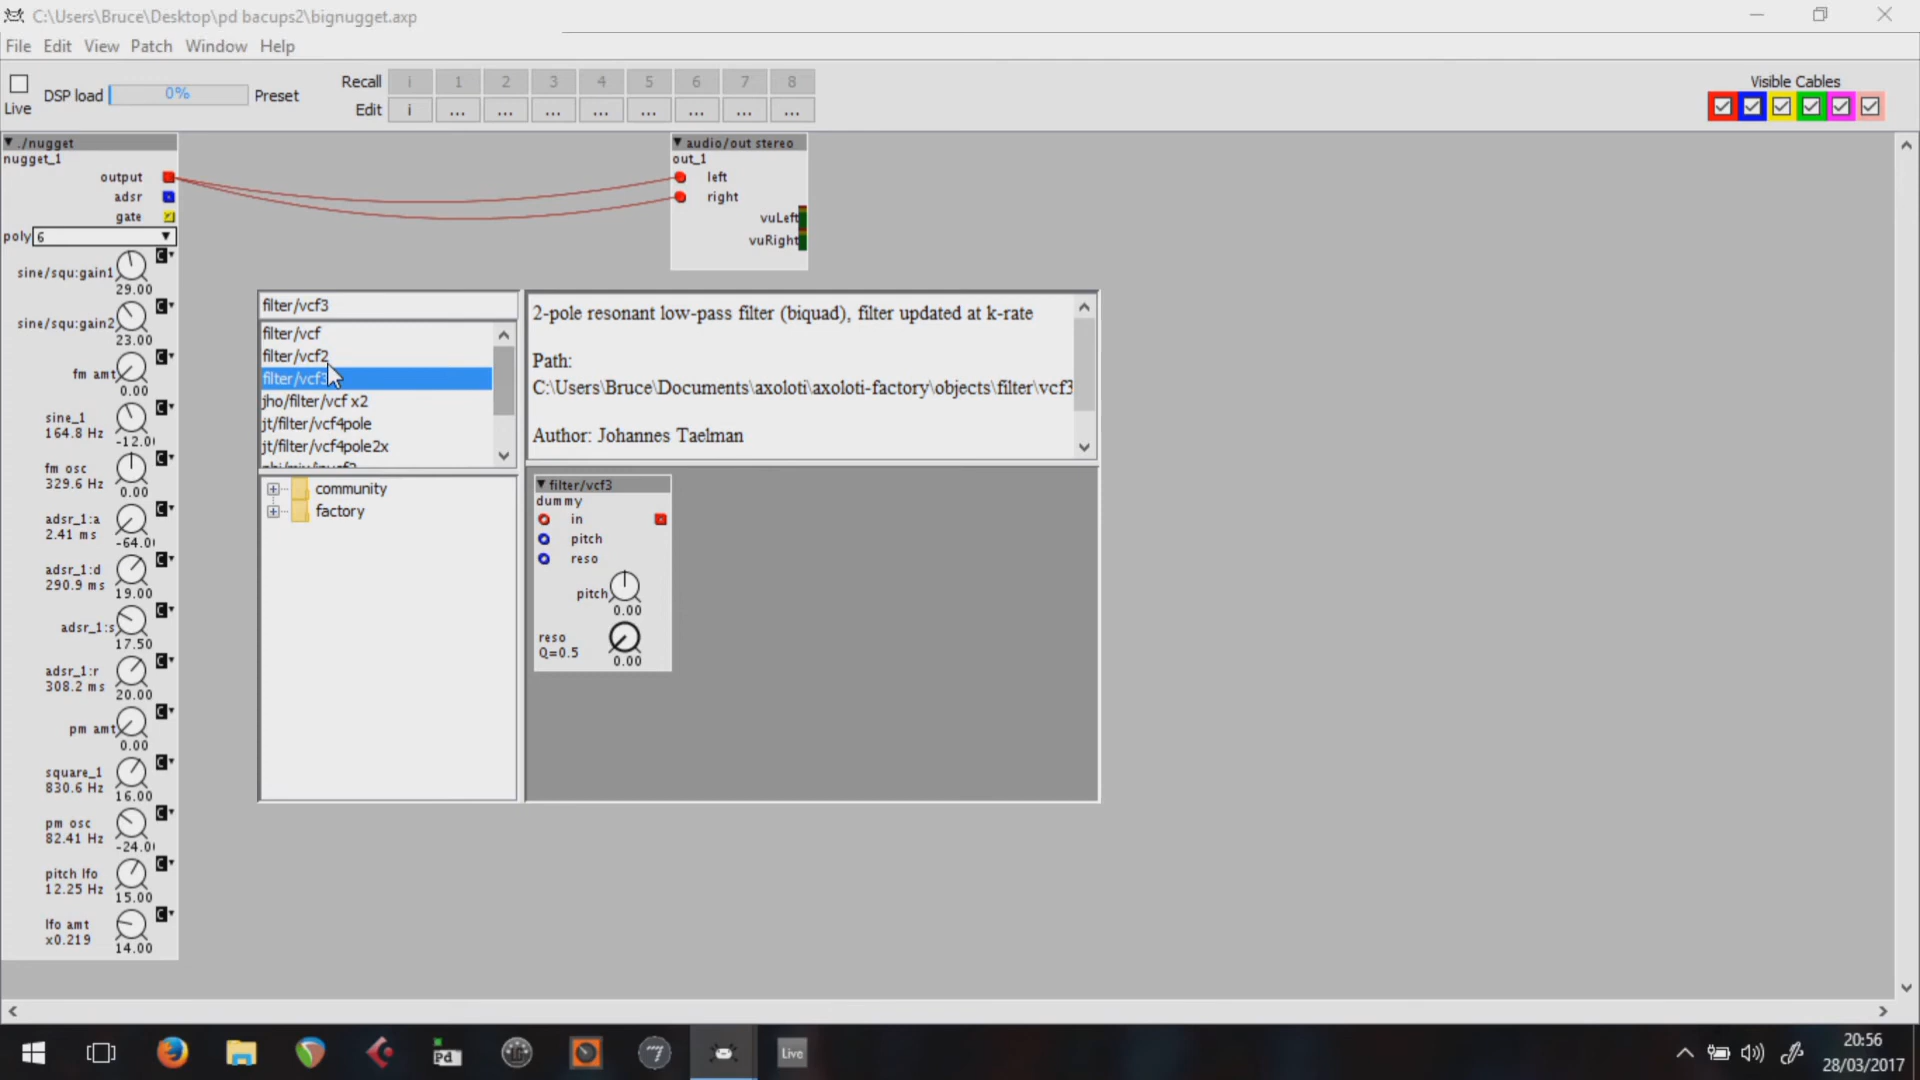 C:\Users\Bruce\Desktop\pd bacups2\bignugget.axp
File Edit View Patch Window Help
Live
DSP load 0% Preset
Recall i 1 2 3 4 5 6 7 8
Edit i ... ... ... ... ... ... ... ...
Visible Cables
./nugget
nugget_1
output
adsr
gate
poly 6
sine/squ:gain1
29.00
sine/squ:gain2
23.00
fm amt
0.00
sine_1
164.8 Hz
-12.0
fm osc
329.6 Hz
0.00
adsr_1:a
2.41 ms
-64.0
adsr_1:d
290.9 ms
19.00
adsr_1:s
17.50
adsr_1:r
308.2 ms
20.00
pm amt
0.00
square_1
830.6 Hz
16.00
pm osc
82.41 Hz
-24.0
pitch lfo
12.25 Hz
15.00
lfo amt
x0.219
14.00
audio/out stereo
out_1
left
right
vuLeft
vuRight
filter/vcf3
filter/vcf
filter/vcf2
filter/vcf3
jho/filter/vcf x2
jt/filter/vcf4pole
jt/filter/vcf4pole2x
community
factory
2-pole resonant low-pass filter (biquad), filter updated at k-rate
Path:
C:\Users\Bruce\Documents\axoloti\axoloti-factory\objects\filter\vcf3
Author: Johannes Taelman
filter/vcf3
dummy
in
pitch
reso
pitch
0.00
reso
Q=0.5
0.00
Pd
Live
20:56
28/03/2017